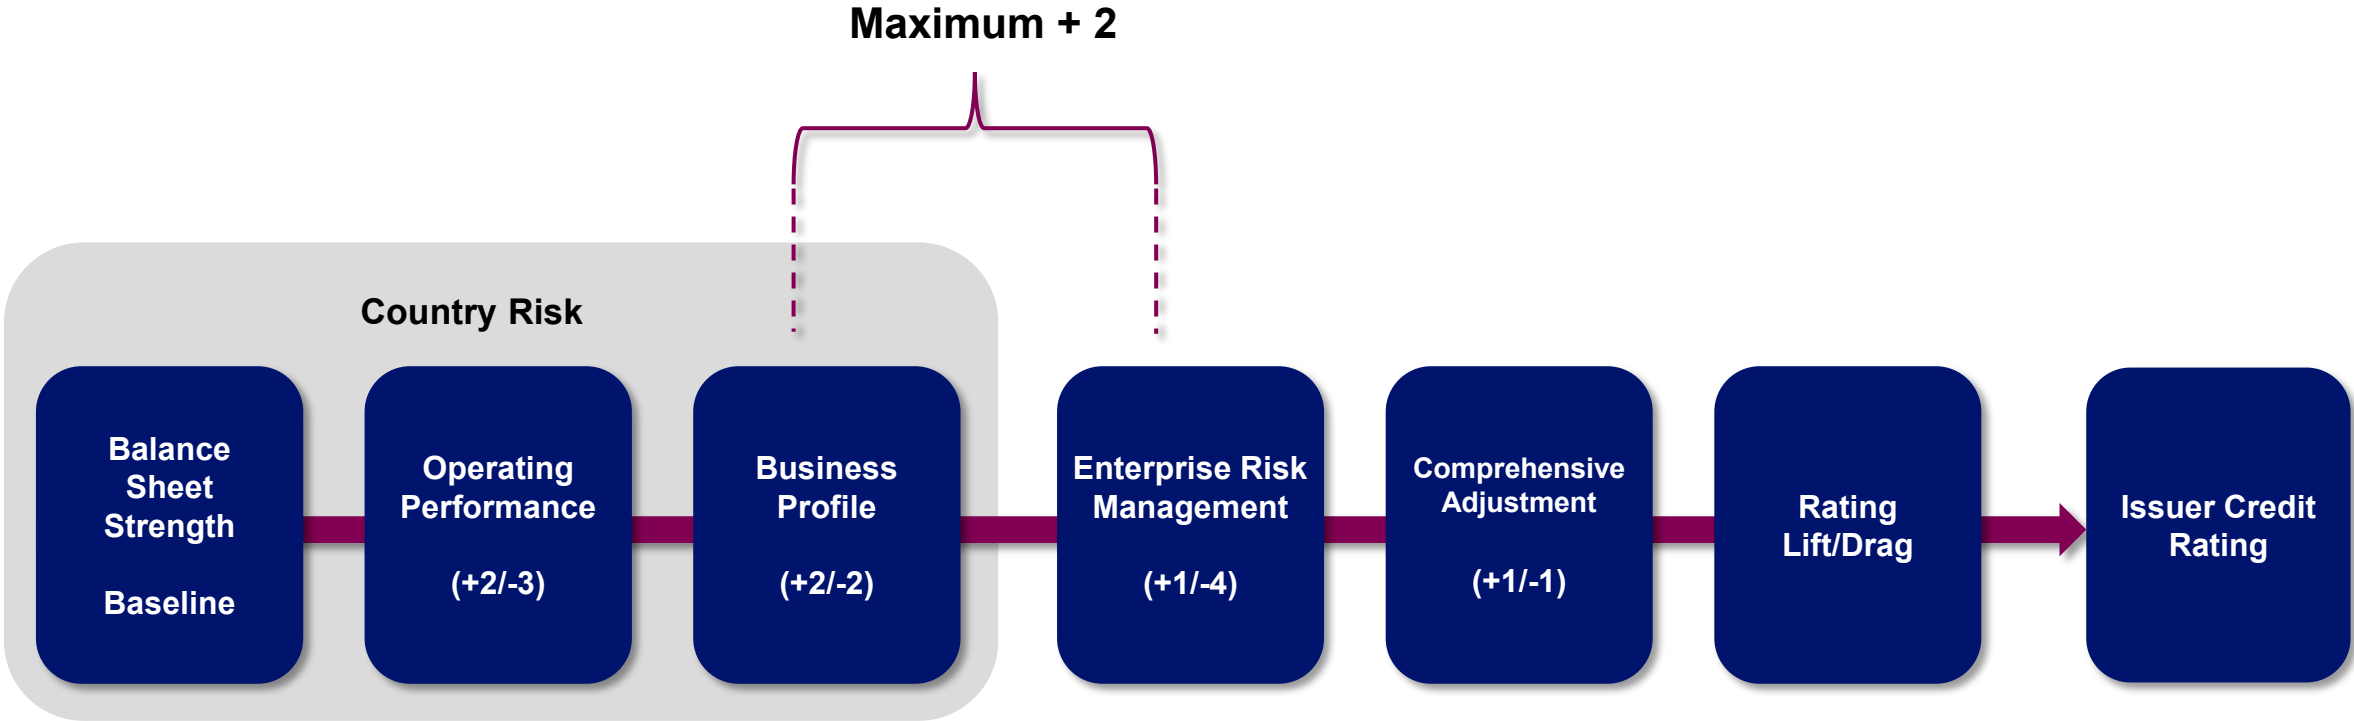 Maximum + 2
Country Risk
Balance
Sheet
Strength
Baseline
Operating
Performance
(+2/-3)
Business
Profile
(+2/-2)
Enterprise Risk
Management
(+1/-4)
Comprehensive
Adjustment
(+1/-1)
Rating
Lift/Drag
Issuer Credit
Rating